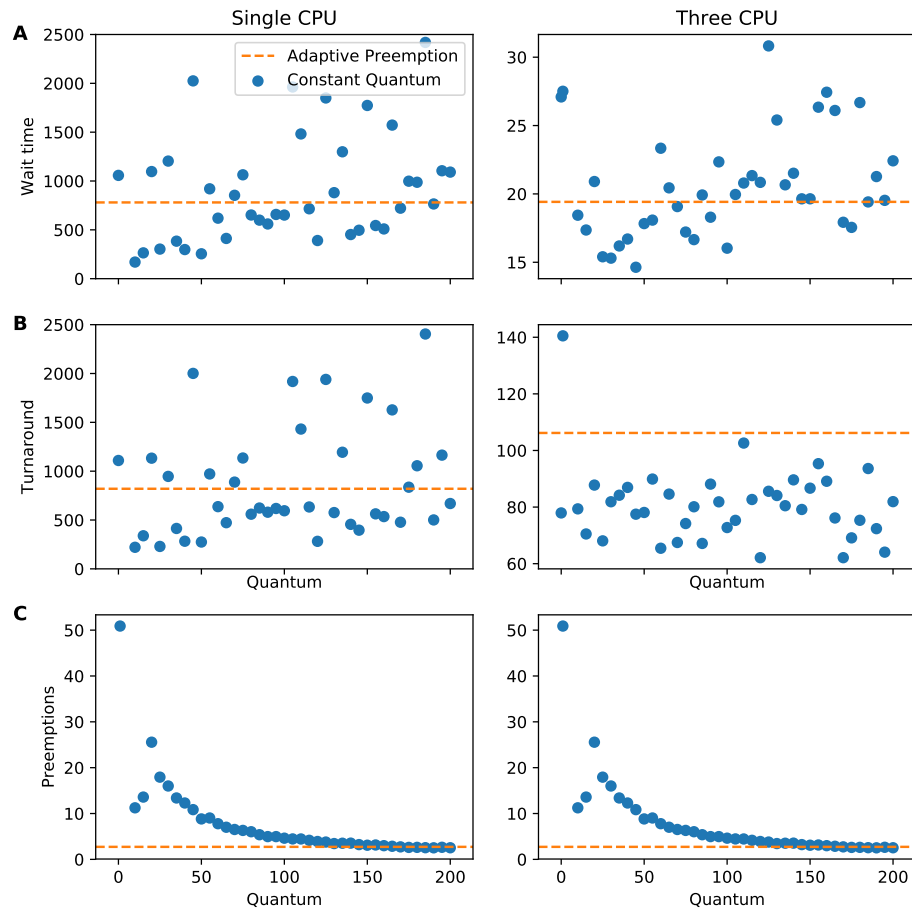 Single CPU
Three CPU
A
Wait time
2500
2000
1500
1000
500
0
Adaptive Preemption
Constant Quantum
30
25
20
15
B
Turnaround
2500
2000
1500
1000
500
0
Quantum
140
120
100
80
60
Quantum
C
Preemptions
50
40
30
20
10
0
0 50 100 150 200
Quantum
50
40
30
20
10
0
0 50 100 150 200
Quantum